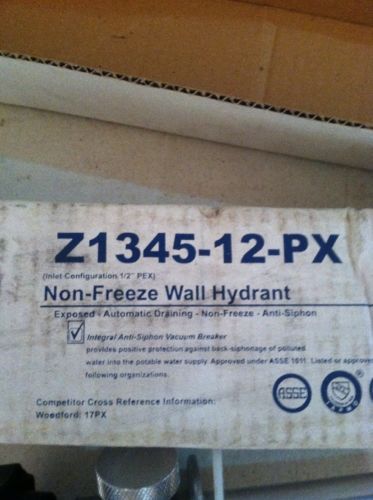 Z1345-12-PX
(Inlet Configuration 1/2" PEX)
Non-Freeze Wall Hydrant
Exposed - Automatic Draining - Non-Freeze - Anti-Siphon
Integral Anti-Siphon Vacuum Breaker
provides positive protection against back-siphonage of polluted
water into the potable water supply. Approved under ASSE 1011. Listed or approved
following organizations.
ASSE
Competitor Cross Reference Information:
Woodford: 17PX